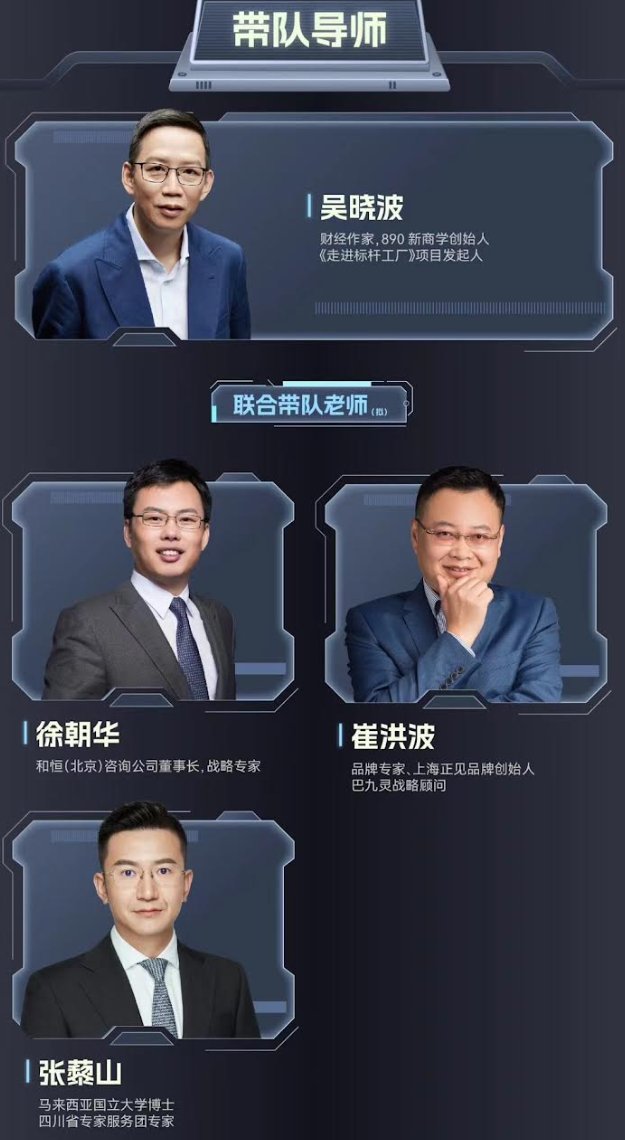 带队导师
吴晓波
财经作家,890 新商学创始人
《走进标杆工厂》项目发起人
联合带队老师(拟)
徐朝华
和恒(北京)咨询公司董事长,战略专家
崔洪波
品牌专家、上海正见品牌创始人
巴九灵战略顾问
张藜山
马来西亚国立大学博士
四川省专家服务团专家